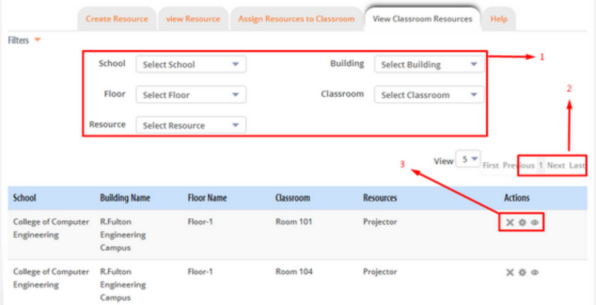 Create Resource view Resource Assign Resources to Classroom View Classroom Resources Help
Filters
School Select School Building Select Building 1
Floor Select Floor Classroom Select Classroom 2
Resource Select Resource
View 5 First Previous 1 Next Last
3
School Building Name Floor Name Classroom Resources Actions
College of Computer R.Fulton Floor-1 Room 101 Projector
Engineering Engineering
Campus
College of Computer R.Fulton Floor-1 Room 104 Projector
Engineering Engineering
Campus